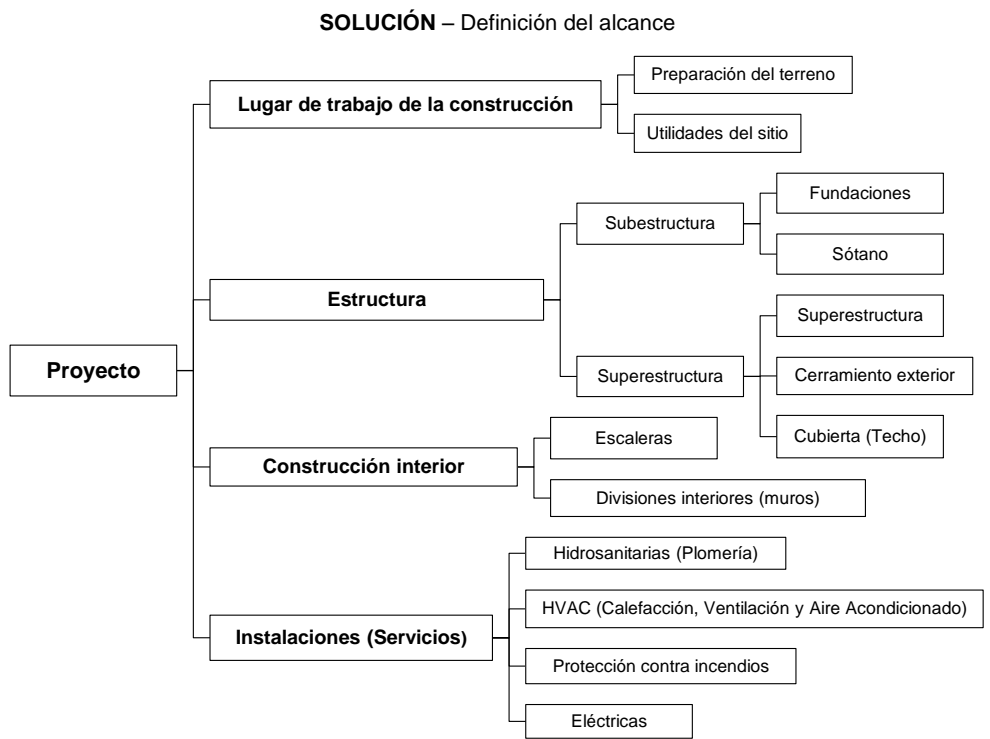 SOLUCIÓN – Definición del alcance
Preparación del terreno
Lugar de trabajo de la construcción
Utilidades del sitio
Fundaciones
Subestructura
Sótano
Estructura
Superestructura
Proyecto
Superestructura
Cerramiento exterior
Cubierta (Techo)
Escaleras
Construcción interior
Divisiones interiores (muros)
Hidrosanitarias (Plomería)
HVAC (Calefacción, Ventilación y Aire Acondicionado)
Instalaciones (Servicios)
Protección contra incendios
Eléctricas